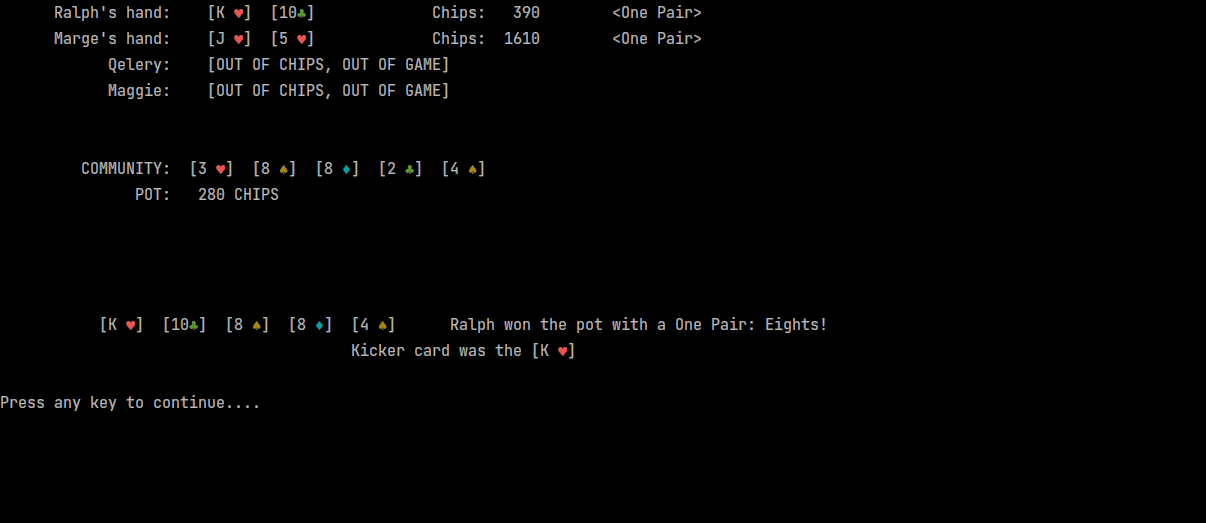 Ralph's hand: [K ♥] [10♣] Chips: 390 <One Pair>
Marge's hand: [J ♥] [5 ♥] Chips: 1610 <One Pair>
Qelery: [OUT OF CHIPS, OUT OF GAME]
Maggie: [OUT OF CHIPS, OUT OF GAME]
COMMUNITY: [3 ♥] [8 ♠] [8 ♦] [2 ♣] [4 ♠]
POT: 280 CHIPS
[K ♥] [10♣] [8 ♠] [8 ♦] [4 ♠] Ralph won the pot with a One Pair: Eights!
Kicker card was the [K ♥]
Press any key to continue....